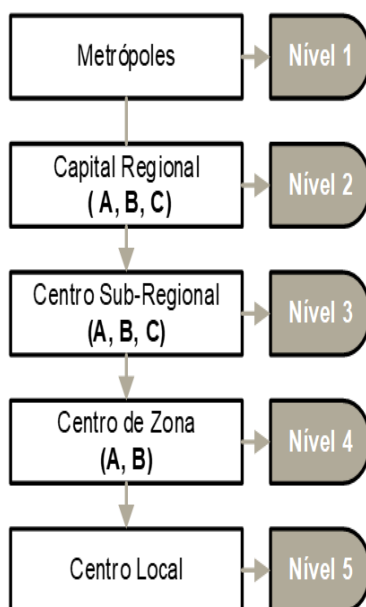 Metrópoles
Nível 1
Capital Regional
( A, B, C)
Nível 2
Centro Sub-Regional
(A, B, C)
Nível 3
Centro de Zona
(A, B)
Nível 4
Centro Local
Nível 5